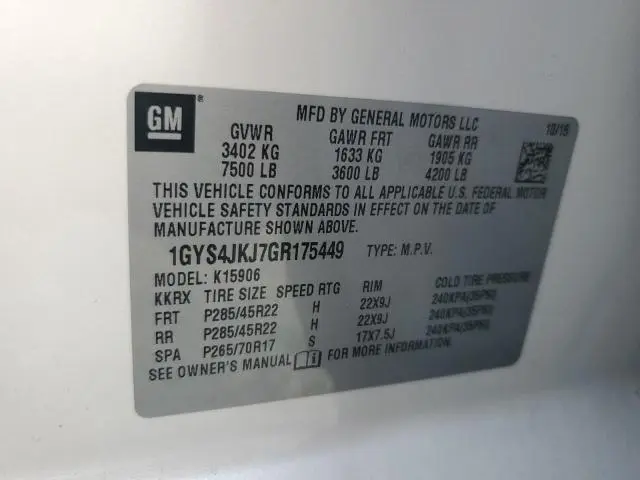 GM ®
MFD BY GENERAL MOTORS LLC 10/15
GVWR GAWR FRT GAWR RR
3402 KG 1633 KG 1905 KG
7500 LB 3600 LB 4200 LB
THIS VEHICLE CONFORMS TO ALL APPLICABLE U.S. FEDERAL MOTOR
VEHICLE SAFETY STANDARDS IN EFFECT ON THE DATE OF
MANUFACTURE SHOWN ABOVE.
1GYS4JKJ7GR175449 TYPE: M.P.V.
MODEL: K15906
KKRX TIRE SIZE SPEED RTG RIM COLD TIRE PRESSURE
FRT P285/45R22 H 22X9J 240KPA(35PSI)
RR P285/45R22 H 22X9J 240KPA(35PSI)
SPA P265/70R17 S 17X7.5J 240KPA(35PSI)
SEE OWNER'S MANUAL i FOR MORE INFORMATION.